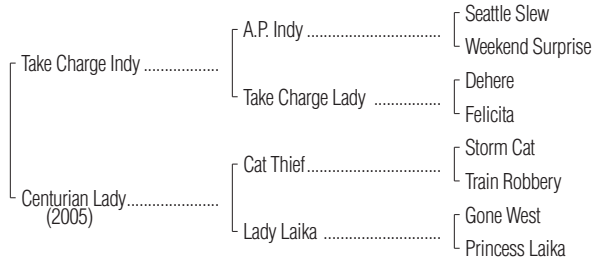 Seattle Slew
A.P. Indy ..........................
Weekend Surprise
Take Charge Indy ...................
Dehere
Take Charge Lady .................
Felicita
Storm Cat
Cat Thief..................................
Train Robbery
Centurian Lady.......................
(2005)
Gone West
Lady Laika .............................
Princess Laika